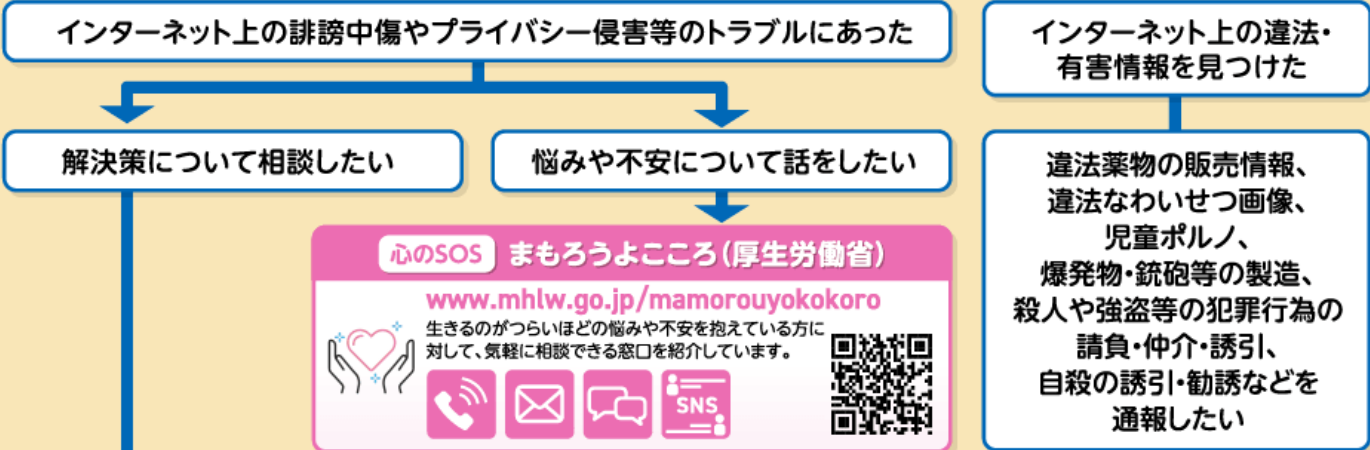 インターネット上の誹謗中傷やプライバシー侵害等のトラブルにあった
解決策について相談したい
悩みや不安について話をしたい
心のSOS まもろうよこころ(厚生労働省)
www.mhlw.go.jp/mamorouyokokoro
生きるのがつらいほどの悩みや不安を抱えている方に
対して、気軽に相談できる窓口を紹介しています。
SNS
インターネット上の違法・
有害情報を見つけた
違法薬物の販売情報、
違法なわいせつ画像、
児童ポルノ、
爆発物・銃砲等の製造、
殺人や強盗等の犯罪行為の
請負・仲介・誘引、
自殺の誘引・勧誘などを
通報したい